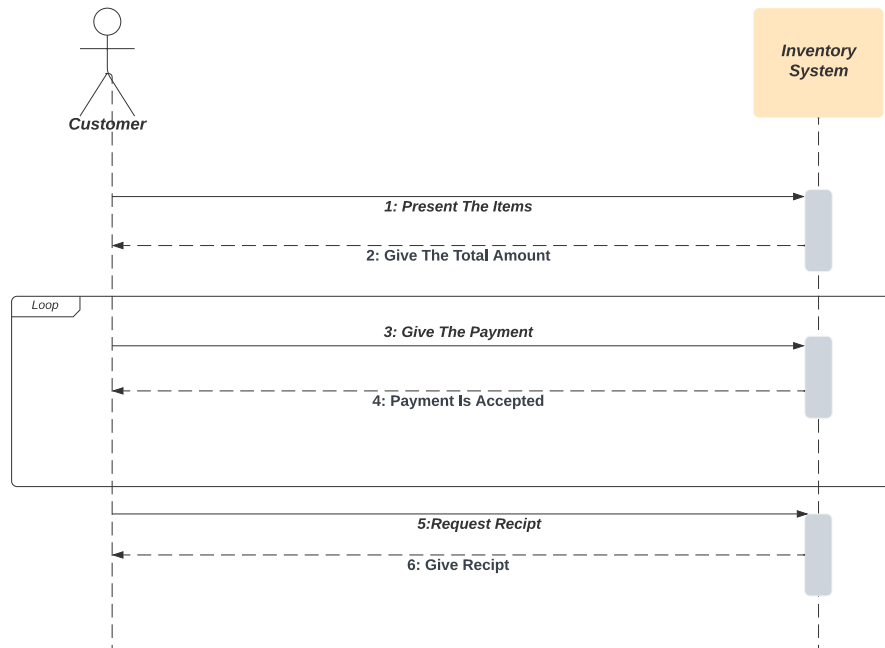 Inventory
System
Customer
1: Present The Items
2: Give The Total Amount
Loop
3: Give The Payment
4: Payment Is Accepted
5:Request Recipt
6: Give Recipt